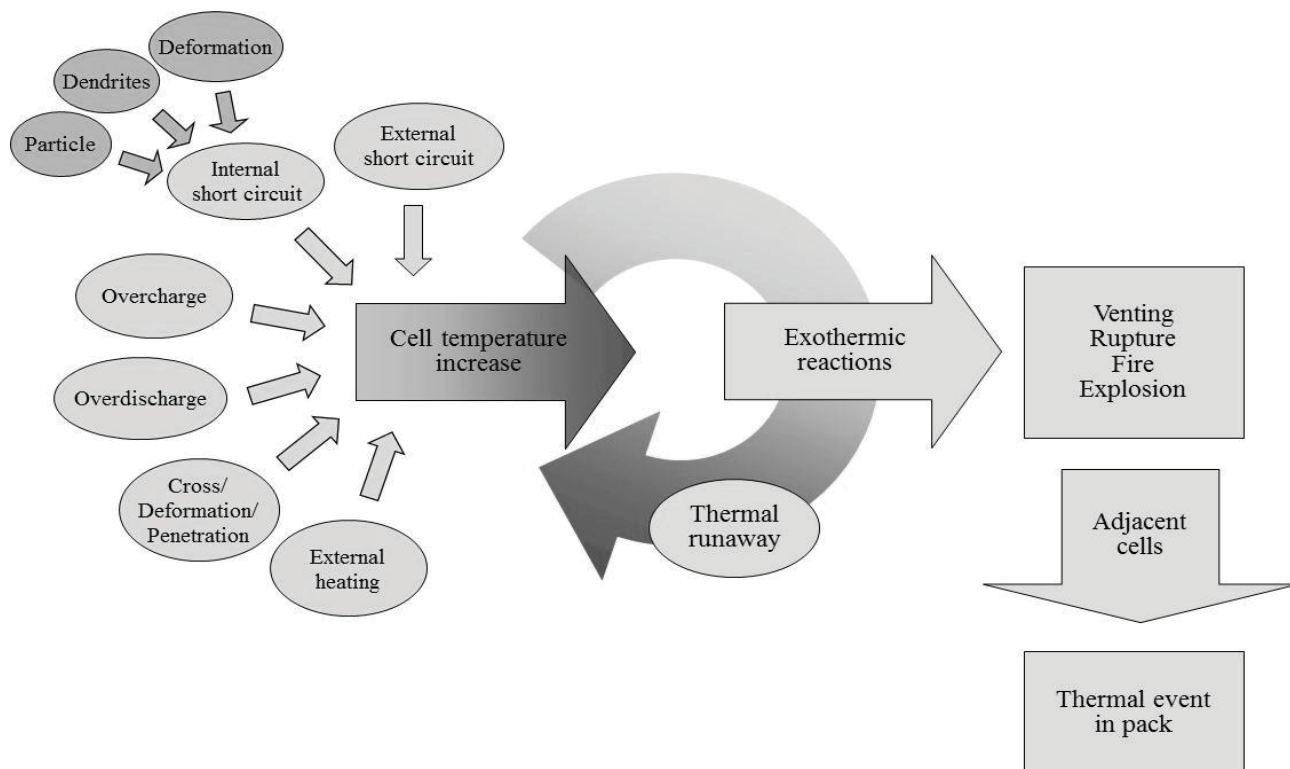 Deformation
Dendrites
Particle
Internal
short circuit
External
short circuit
Overcharge
Overdischarge
Cross/
Deformation/
Penetration
External
heating
Cell temperature
increase
Exothermic
reactions
Thermal
runaway
Venting
Rupture
Fire
Explosion
Adjacent
cells
Thermal event
in pack